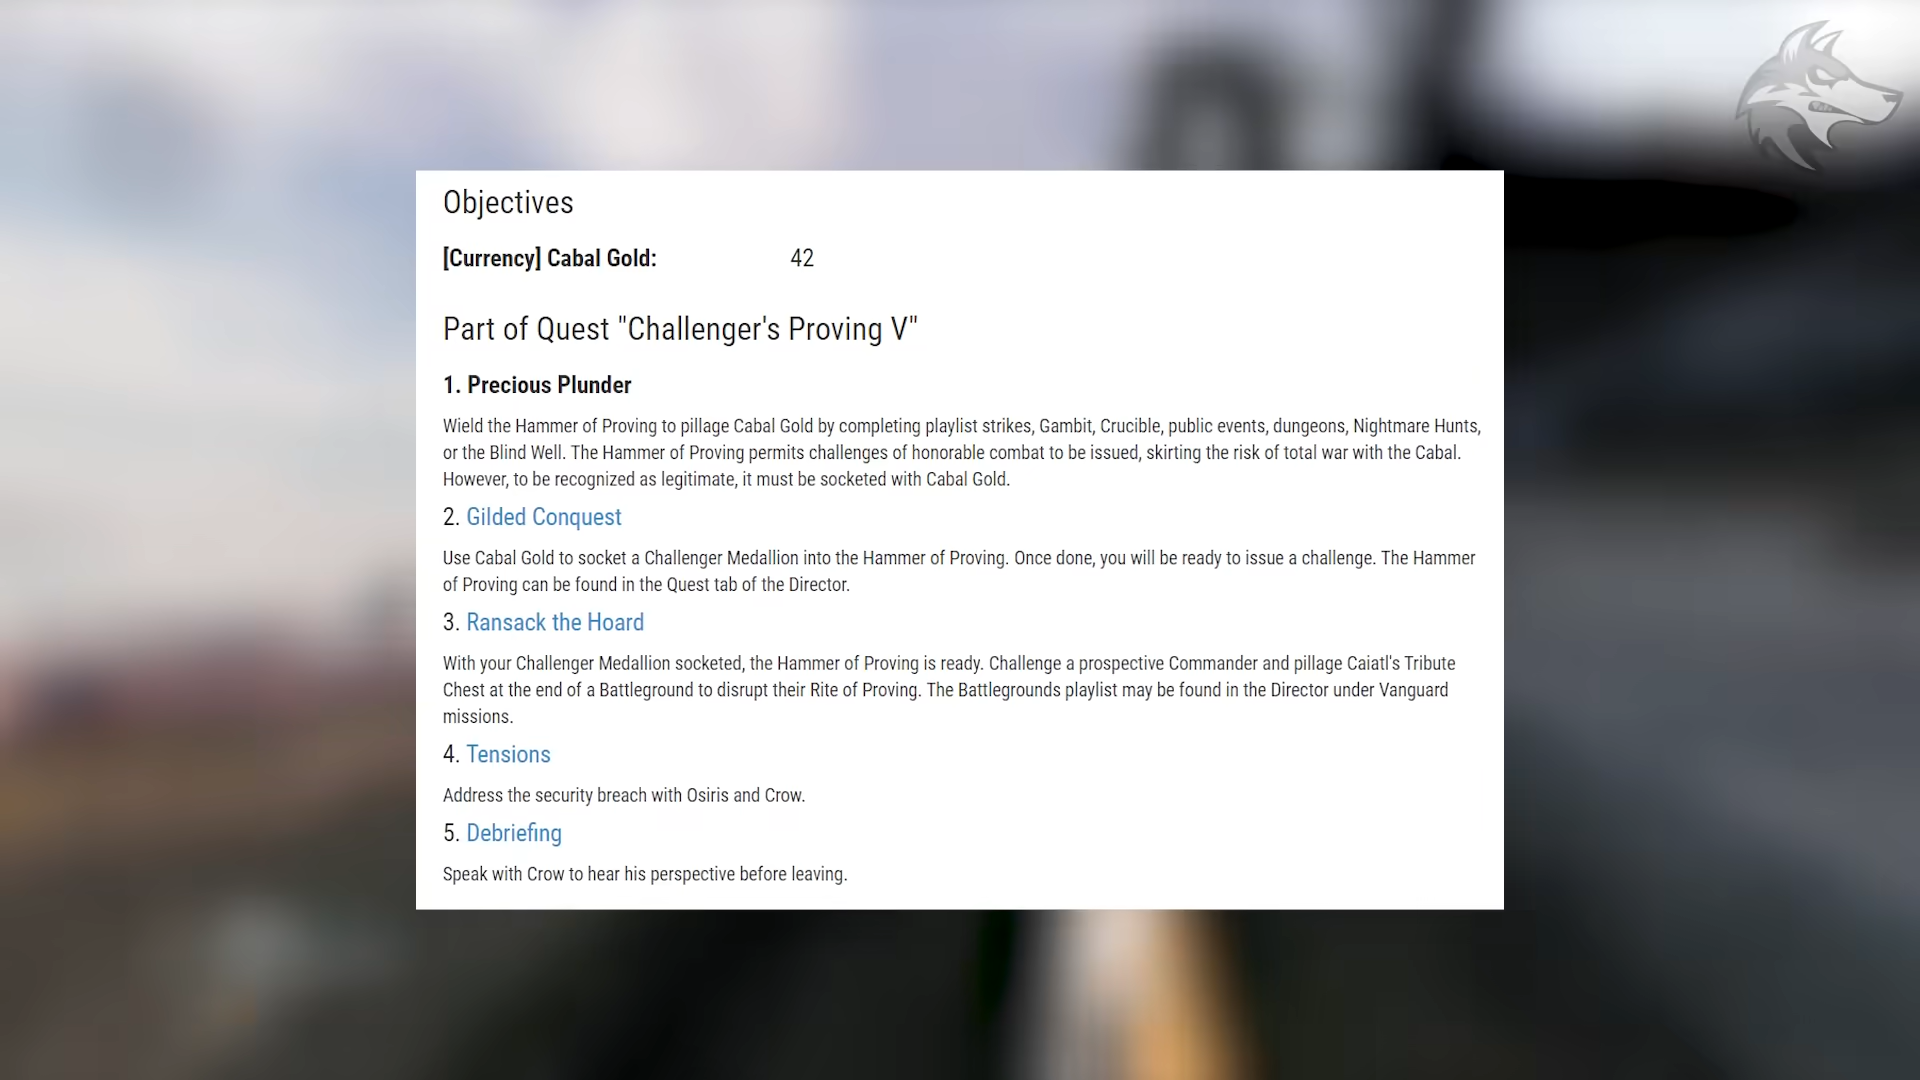 Objectives
[Currency] Cabal Gold: 42
Part of Quest "Challenger's Proving V"
1. Precious Plunder
Wield the Hammer of Proving to pillage Cabal Gold by completing playlist strikes, Gambit, Crucible, public events, dungeons, Nightmare Hunts,
or the Blind Well. The Hammer of Proving permits challenges of honorable combat to be issued, skirting the risk of total war with the Cabal.
However, to be recognized as legitimate, it must be socketed with Cabal Gold.
2. Gilded Conquest
Use Cabal Gold to socket a Challenger Medallion into the Hammer of Proving. Once done, you will be ready to issue a challenge. The Hammer
of Proving can be found in the Quest tab of the Director.
3. Ransack the Hoard
With your Challenger Medallion socketed, the Hammer of Proving is ready. Challenge a prospective Commander and pillage Caiatl's Tribute
Chest at the end of a Battleground to disrupt their Rite of Proving. The Battlegrounds playlist may be found in the Director under Vanguard
missions.
4. Tensions
Address the security breach with Osiris and Crow.
5. Debriefing
Speak with Crow to hear his perspective before leaving.